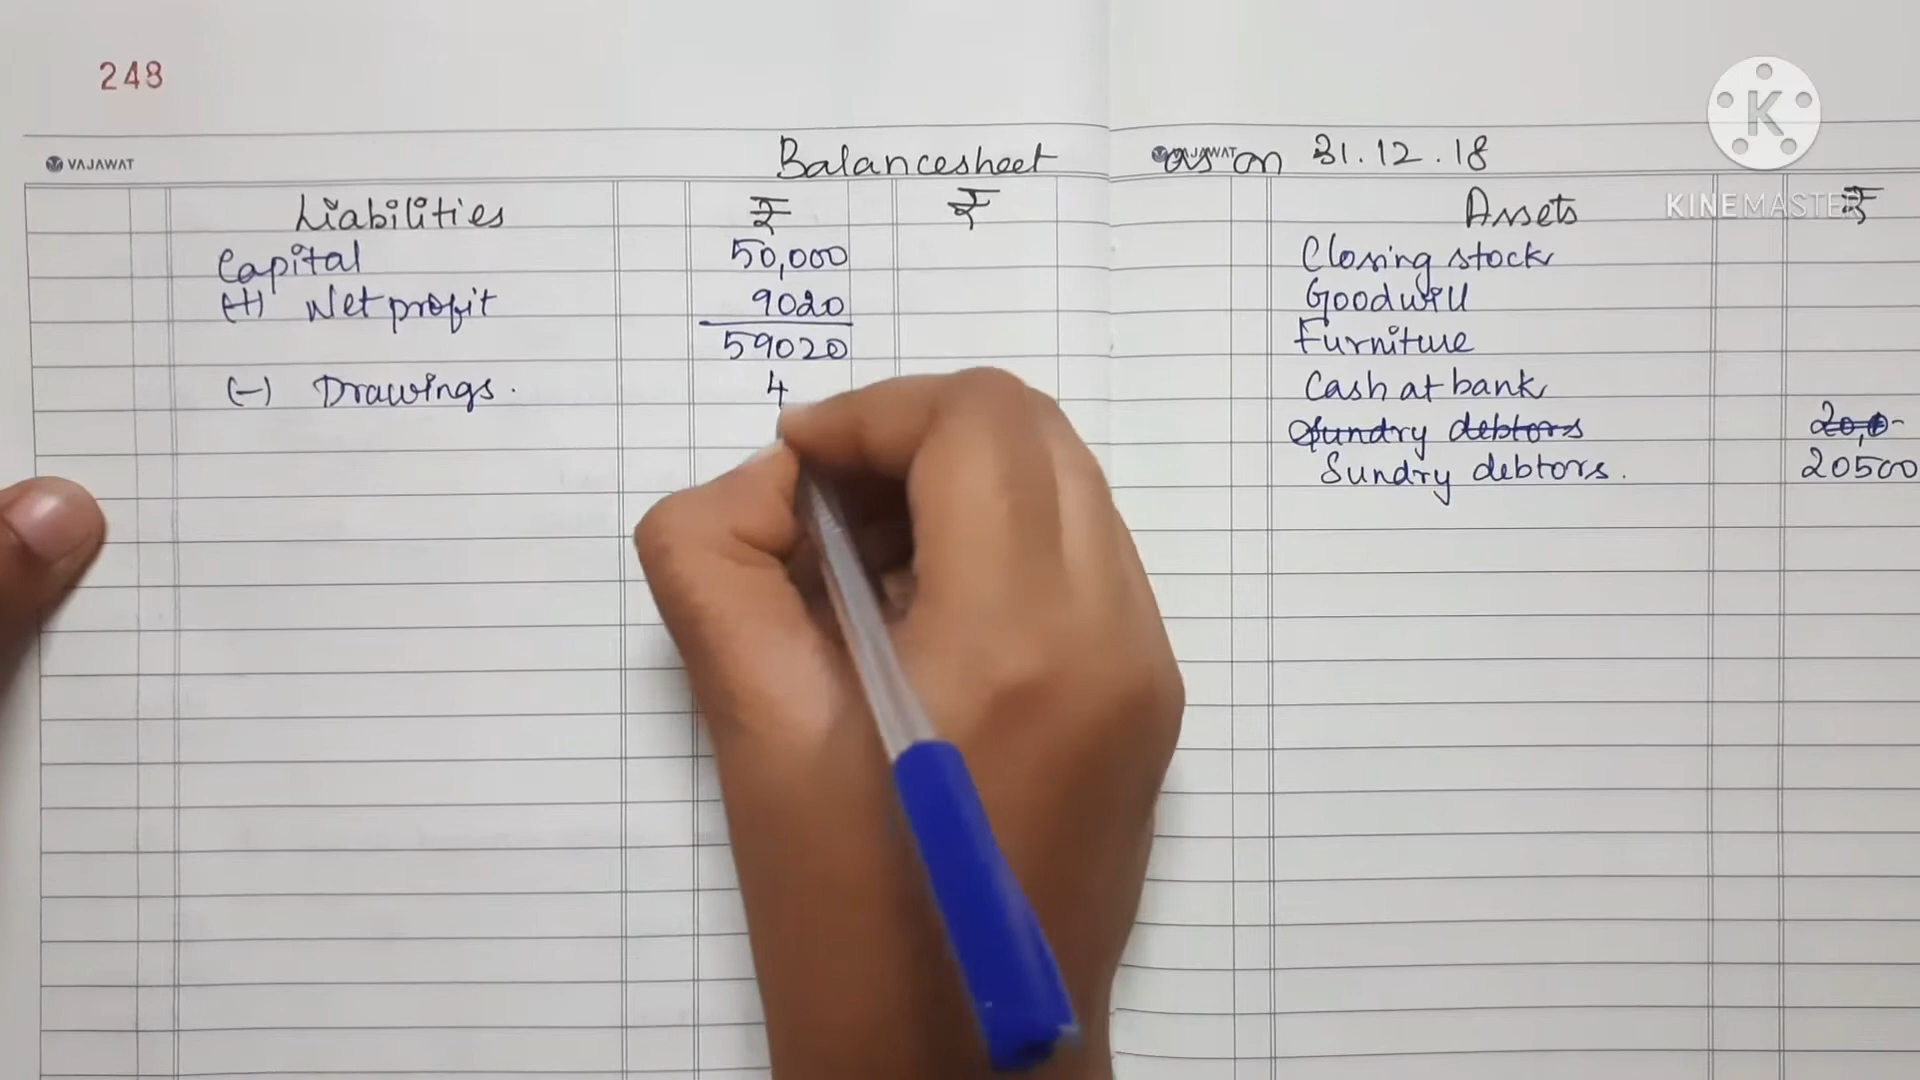 248
K
VAJAWAT
Balancesheet as on 31.12.18
KINEMASTER
Liabilities ₹ ₹ Assets ₹
Capital 50,000 Closing stock
(+) Net profit 9020 Goodwill
59020 Furniture
(-) Drawings. 4 Cash at bank
Sundry debtors 20,0-
Sundry debtors. 20500